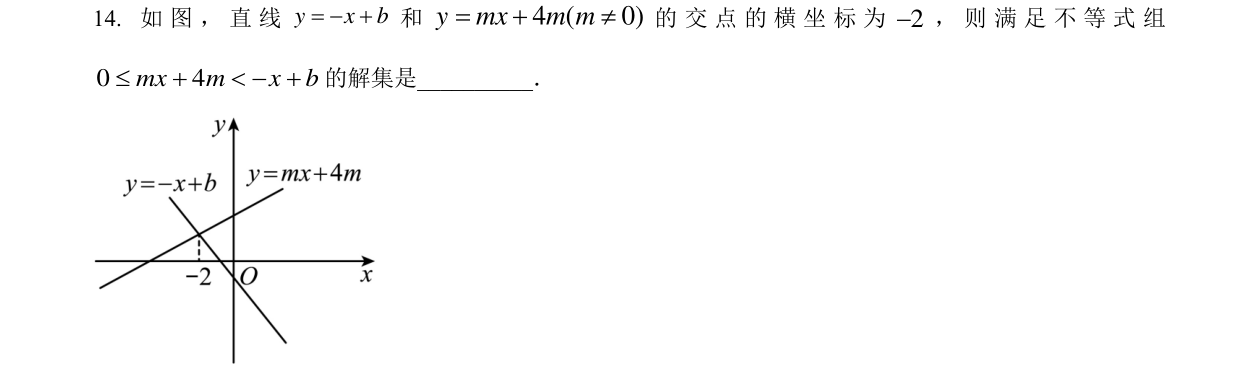 14. 如图，直线 y=−x+b 和 y=mx+4m(m≠0) 的交点的横坐标为 –2，则满足不等式组
0≤mx+4m<−x+b 的解集是_________.
y
y=−x+b y=mx+4m
−2 O x